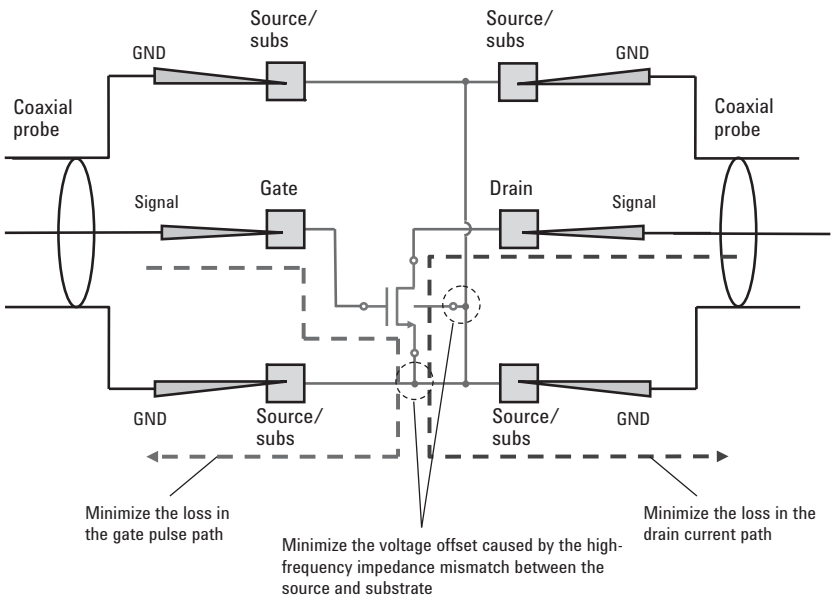 Source/
subs
Source/
subs
GND
GND
Coaxial
probe
Coaxial
probe
Gate
Drain
Signal
Signal
GND
Source/
subs
Source/
subs
GND
Minimize the loss in
the gate pulse path
Minimize the voltage offset caused by the high-
frequency impedance mismatch between the
source and substrate
Minimize the loss in the
drain current path